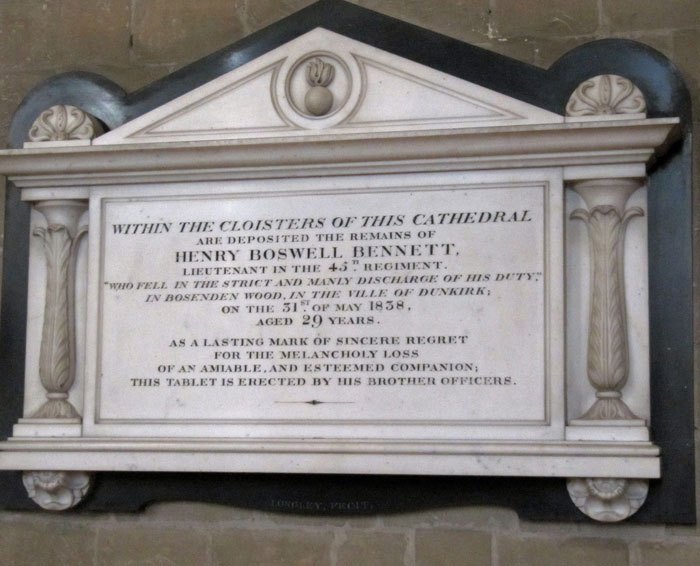 WITHIN THE CLOISTERS OF THIS CATHEDRAL
ARE DEPOSITED THE REMAINS OF
HENRY BOSWELL BENNETT,
LIEUTENANT IN THE 45TH REGIMENT.
"WHO FELL IN THE STRICT AND MANLY DISCHARGE OF HIS DUTY,"
IN BOSENDEN WOOD, IN THE VILLE OF DUNKIRK;
ON THE 31ST OF MAY 1838,
AGED 29 YEARS.
AS A LASTING MARK OF SINCERE REGRET
FOR THE MELANCHOLY LOSS
OF AN AMIABLE, AND ESTEEMED COMPANION;
THIS TABLET IS ERECTED BY HIS BROTHER OFFICERS.
LONGLEY, FECIT.